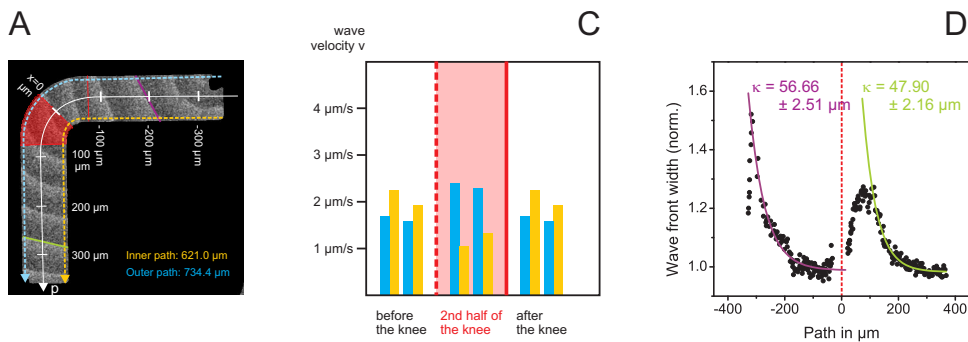 A
x=0
µm
-100 µm
-200 µm
-300 µm
100
µm
200 µm
300 µm
Inner path: 621.0 µm
Outer path: 734.4 µm
p
C
wave
velocity v
4 µm/s
3 µm/s
2 µm/s
1 µm/s
before
the knee
2nd half of
the knee
after
the knee
D
κ = 56.66
± 2.51 µm
κ = 47.90
± 2.16 µm
Wave front width (norm.)
1.6
1.4
1.2
1.0
-400
-200
0
200
400
Path in µm